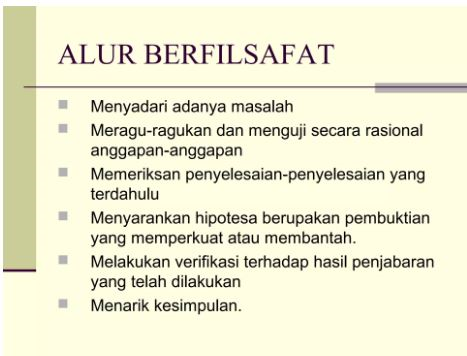 ALUR BERFILSAFAT
Menyadari adanya masalah
Meragu-ragukan dan menguji secara rasional
anggapan-anggapan
Memeriksan penyelesaian-penyelesaian yang
terdahulu
Menyarankan hipotesa berupakan pembuktian
yang memperkuat atau membantah.
Melakukan verifikasi terhadap hasil penjabaran
yang telah dilakukan
Menarik kesimpulan.